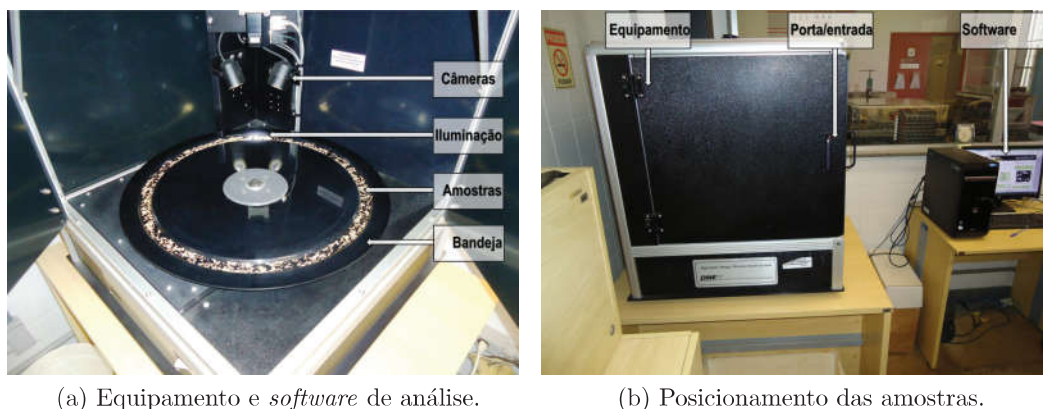 Câmeras
Iluminação
Amostras
Bandeja
Equipamento
Porta/entrada
Software
(a) Equipamento e software de análise.
(b) Posicionamento das amostras.